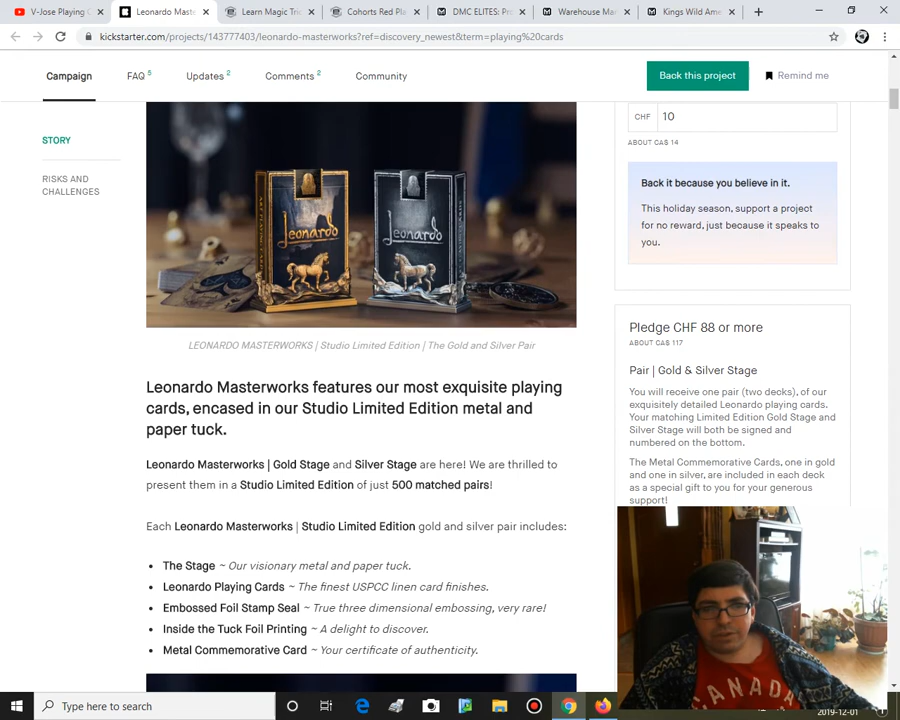 V-Jose Playing C
Leonardo Maste
Learn Magic Tric
Cohorts Red Pla
DMC ELITES: Pr
Warehouse Ma
Kings Wild Ame
kickstarter.com/projects/143777403/leonardo-masterworks?ref=discovery_newest&term=playing%20cards
Campaign FAQ 5 Updates 2 Comments 2 Community
Back this project
Remind me
STORY
RISKS AND
CHALLENGES
Leonardo
Leonardo
LEONARDO MASTERWORKS | Studio Limited Edition | The Gold and Silver Pair
Leonardo Masterworks features our most exquisite playing
cards, encased in our Studio Limited Edition metal and
paper tuck.
Leonardo Masterworks | Gold Stage and Silver Stage are here! We are thrilled to
present them in a Studio Limited Edition of just 500 matched pairs!
Each Leonardo Masterworks | Studio Limited Edition gold and silver pair includes:
• The Stage ~ Our visionary metal and paper tuck.
• Leonardo Playing Cards ~ The finest USPCC linen card finishes.
• Embossed Foil Stamp Seal ~ True three dimensional embossing, very rare!
• Inside the Tuck Foil Printing ~ A delight to discover.
• Metal Commemorative Card ~ Your certificate of authenticity.
CHF 10
ABOUT CA$ 14
Back it because you believe in it.
This holiday season, support a project
for no reward, just because it speaks to
you.
Pledge CHF 88 or more
ABOUT CA$ 117
Pair | Gold & Silver Stage
You will receive one pair (two decks), of our
exquisitely detailed Leonardo playing cards.
Your matching Limited Edition Gold Stage and
Silver Stage will both be signed and
numbered on the bottom.
The Metal Commemorative Cards, one in gold
and one in silver, are included in each deck
as a special gift to you for your generous
support!
CANADA
Type here to search
2019-12-01